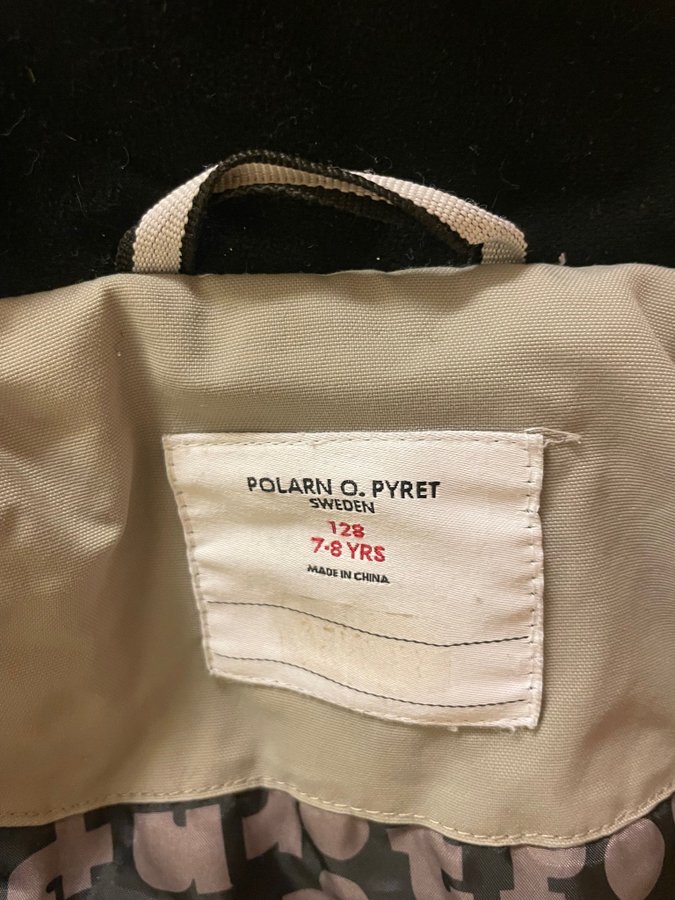 POLARN O. PYRET
SWEDEN
128
7-8 YRS
MADE IN CHINA